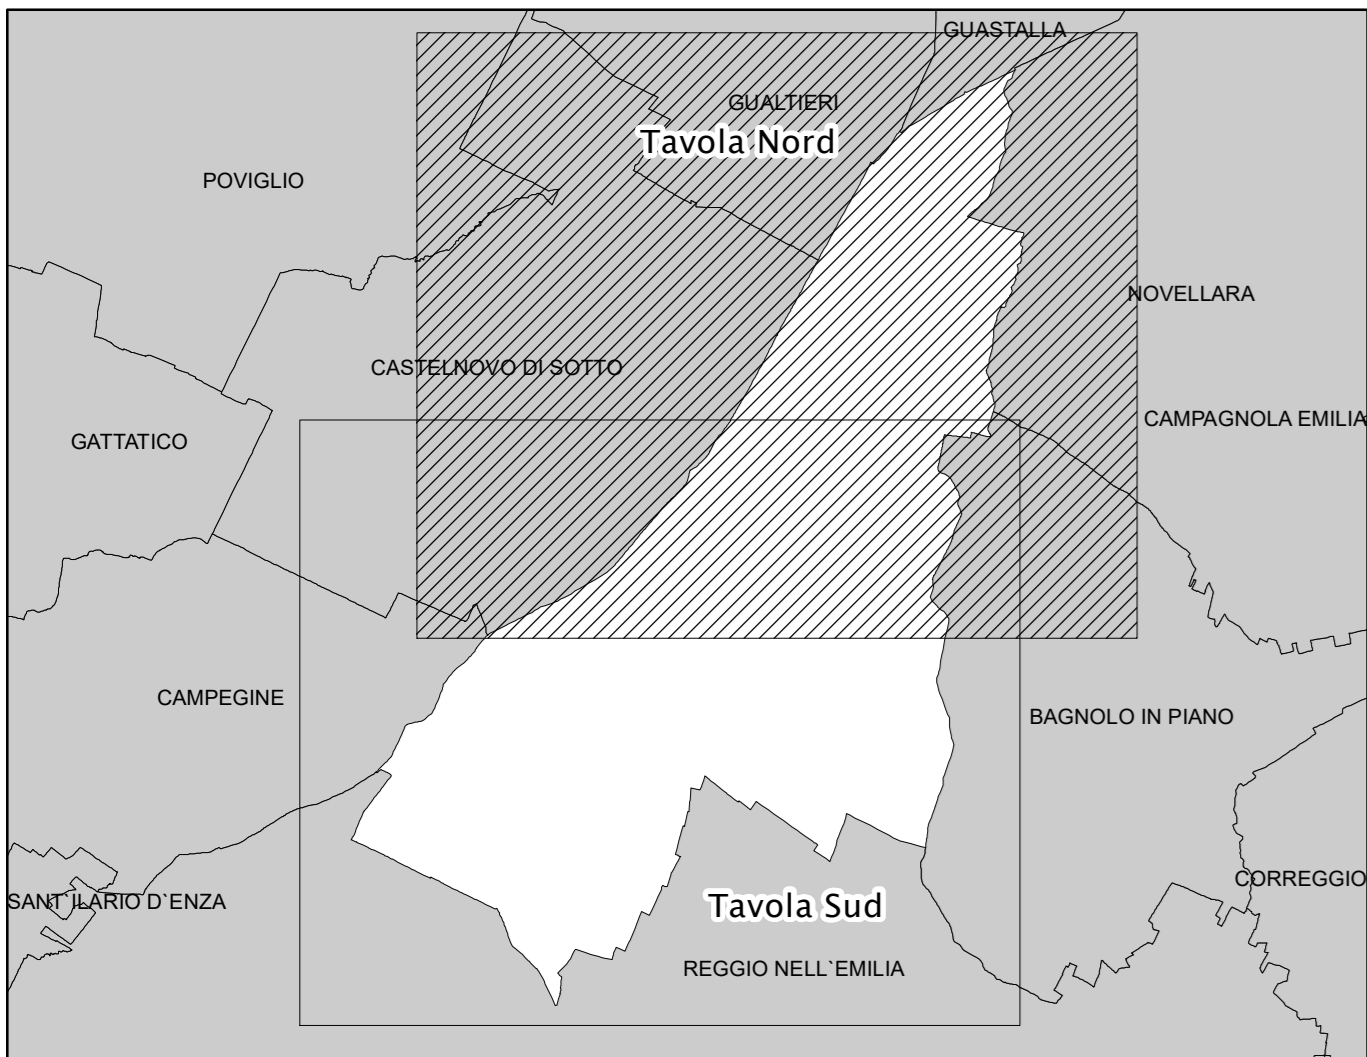 GUASTALLA
GUALTIERI
Tavola Nord
POVIGLIO
NOVELLARA
CASTELNOVO DI SOTTO
CAMPAGNOLA EMILIA
GATTATICO
CAMPEGINE
BAGNOLO IN PIANO
CORREGGIO
SANT`ILARIO D`ENZA
Tavola Sud
REGGIO NELL`EMILIA